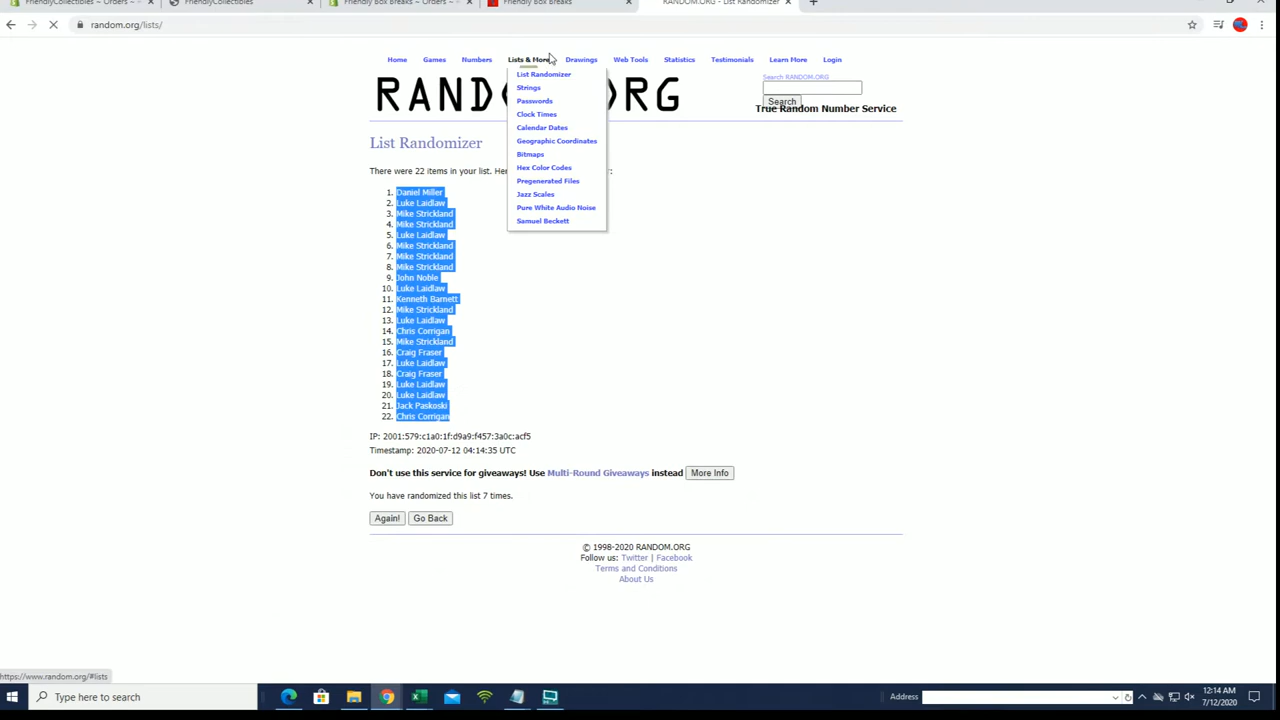 FriendlyCollectibles – Orders – FriendlyCollectibles Friendly Box Breaks – Orders – Friendly Box Breaks RANDOM.ORG - List Randomizer
random.org/lists/
Home Games Numbers Lists & More Drawings Web Tools Statistics Testimonials Learn More Login
List Randomizer
Strings
Passwords
Clock Times
Calendar Dates
Geographic Coordinates
Bitmaps
Hex Color Codes
Pregenerated Files
Jazz Scales
Pure White Audio Noise
Samuel Beckett
Search RANDOM.ORG
Search
True Random Number Service
List Randomizer
There were 22 items in your list. Her
1. Daniel Miller
2. Luke Laidlaw
3. Mike Strickland
4. Mike Strickland
5. Luke Laidlaw
6. Mike Strickland
7. Mike Strickland
8. Mike Strickland
9. John Noble
10. Luke Laidlaw
11. Kenneth Barnett
12. Mike Strickland
13. Luke Laidlaw
14. Chris Corrigan
15. Mike Strickland
16. Craig Fraser
17. Luke Laidlaw
18. Craig Fraser
19. Luke Laidlaw
20. Luke Laidlaw
21. Jack Paskoski
22. Chris Corrigan
IP: 2001:579:c1a0:1f:d9a9:f457:3a0c:acf5
Timestamp: 2020-07-12 04:14:35 UTC
Don't use this service for giveaways! Use Multi-Round Giveaways instead More Info
You have randomized this list 7 times.
Again! Go Back
© 1998-2020 RANDOM.ORG
Follow us: Twitter | Facebook
Terms and Conditions
About Us
https://www.random.org/#lists
Type here to search
Address
12:14 AM
7/12/2020